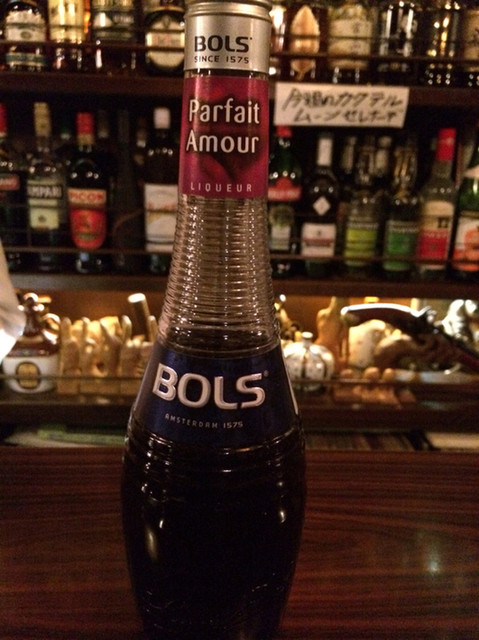 BOLS
SINCE 1575
Parfait
Amour
LIQUEUR
今週のカクテル
ムーンセレナーデ
BOLS
AMSTERDAM 1575